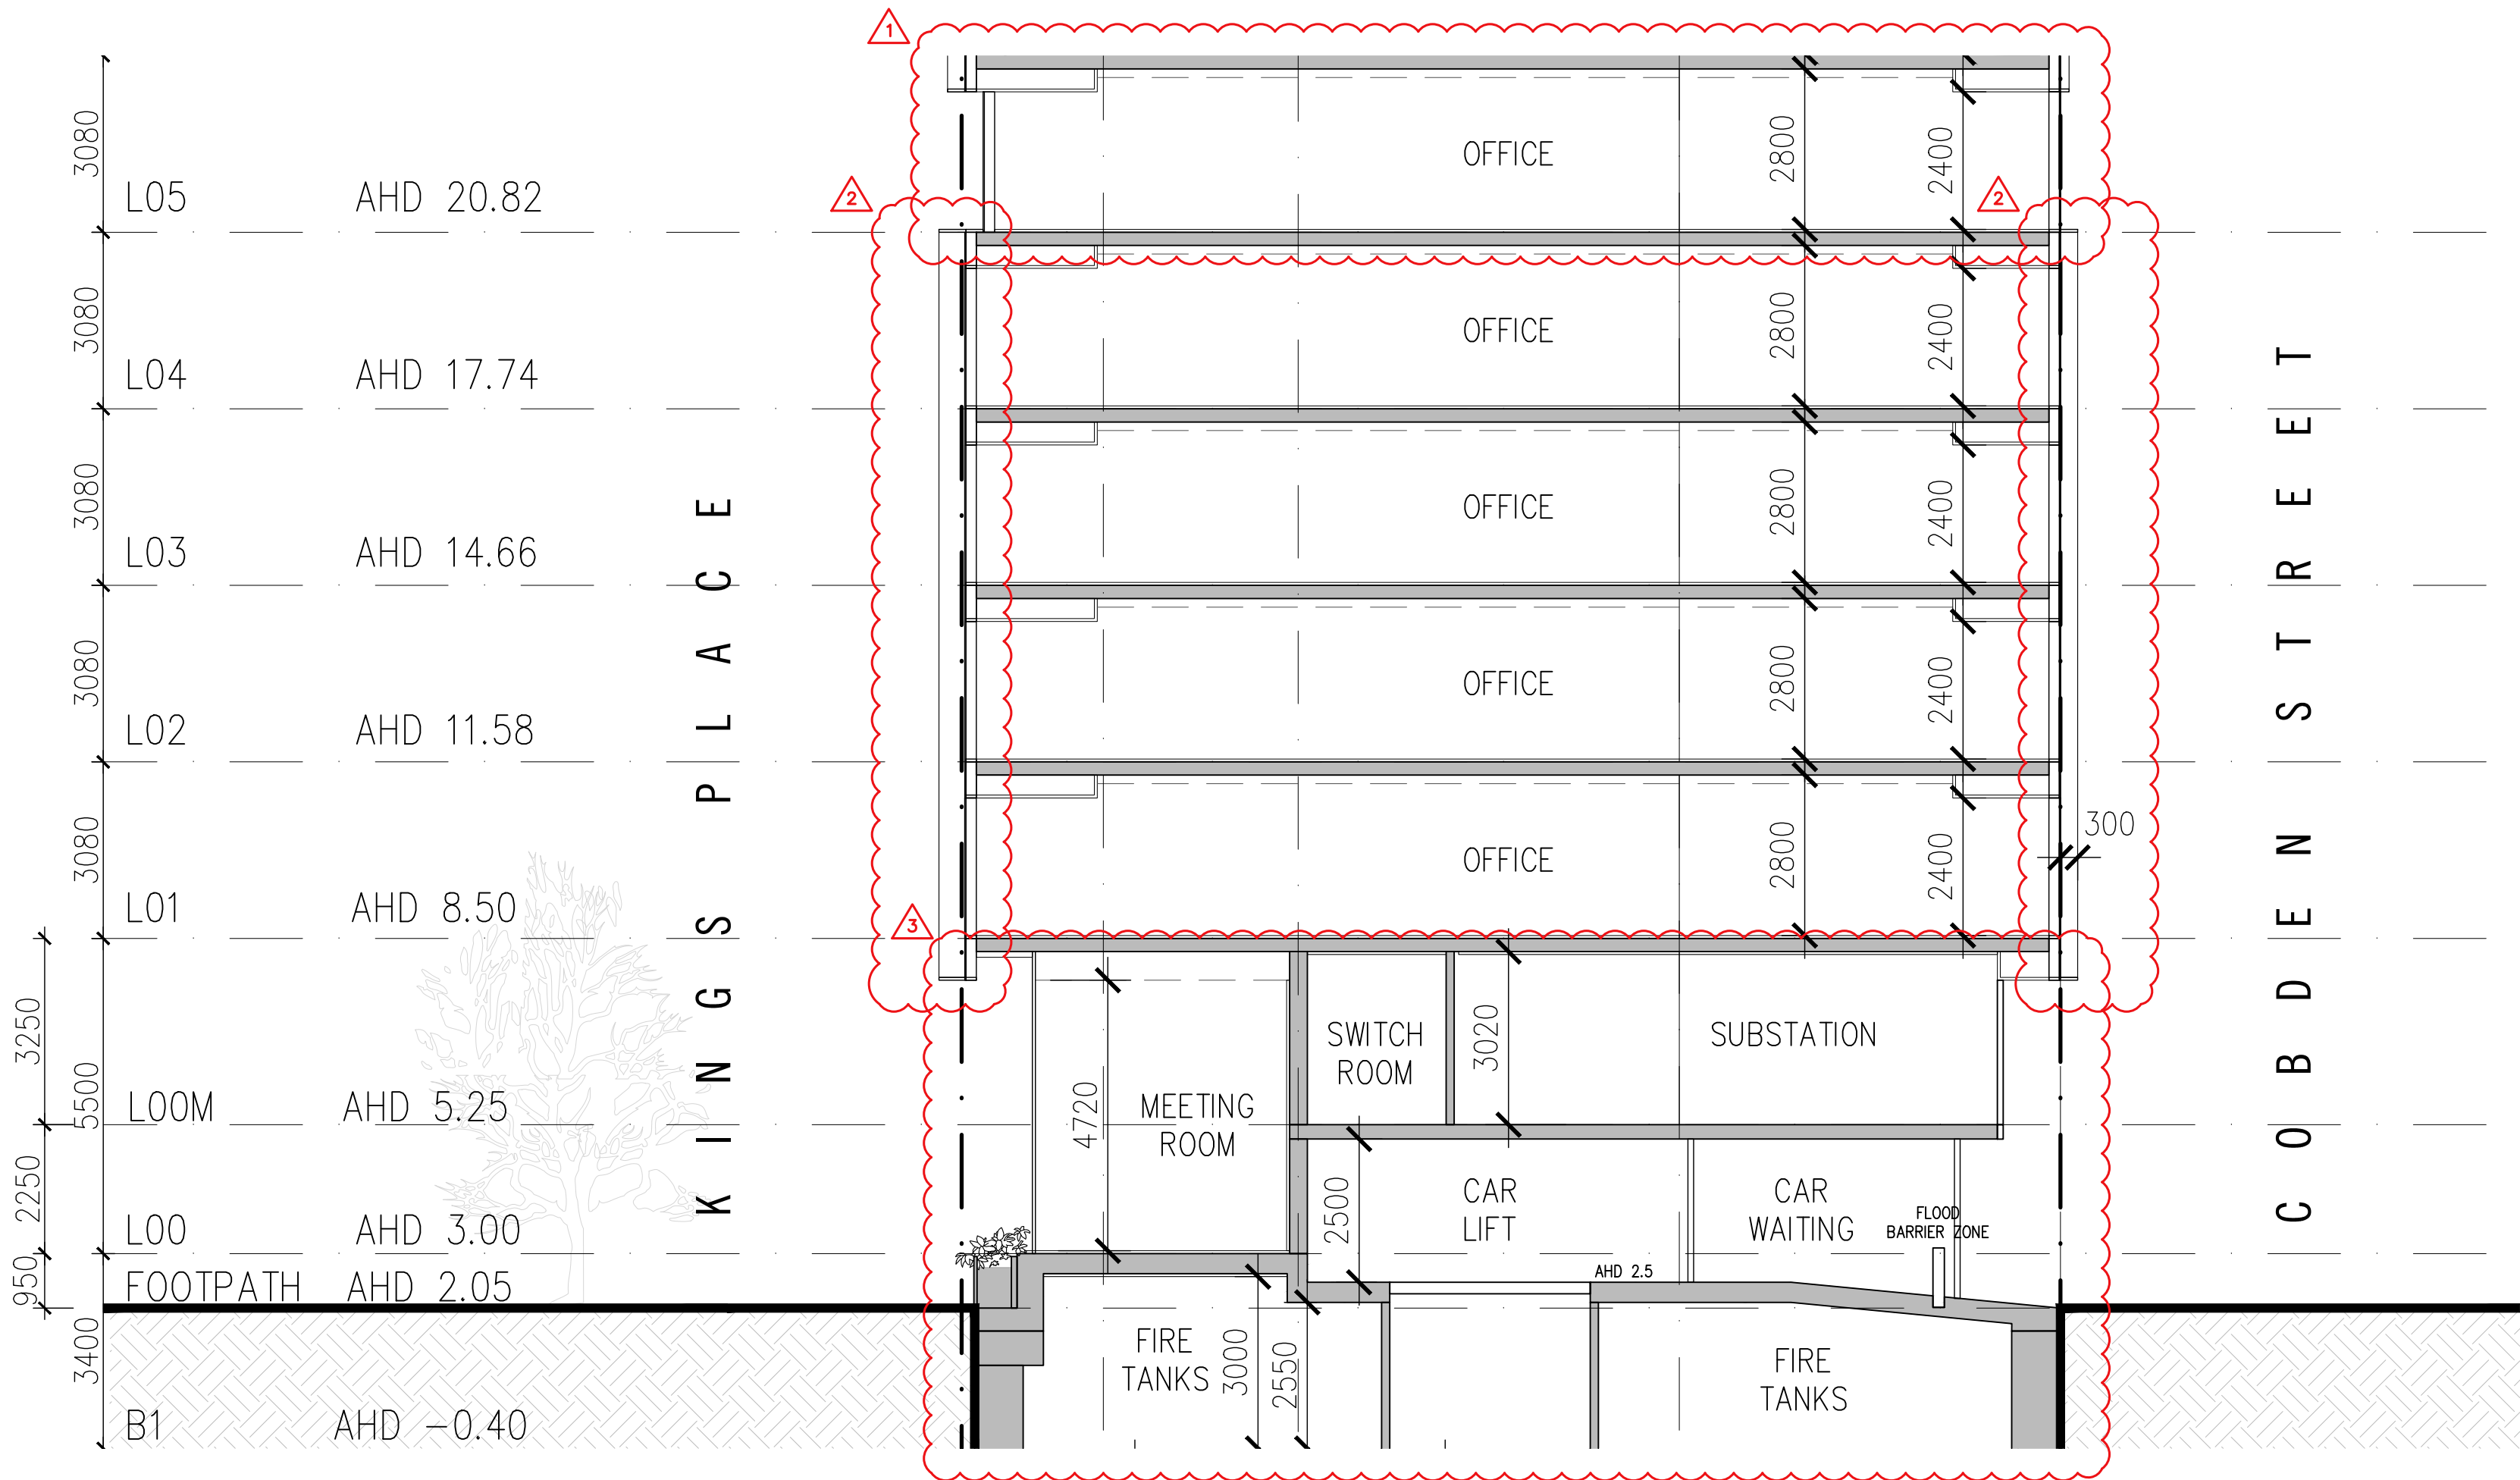 1
3080
OFFICE
2800
2400
L05 AHD 20.82
2
2
3080
OFFICE
2800
2400
L04 AHD 17.74
3080
OFFICE
2800
2400
L03 AHD 14.66
3080
OFFICE
2800
2400
L02 AHD 11.58
3080
OFFICE
2800
2400
300
L01 AHD 8.50
3
KINGS PLACE
COBDEN STREET
3250
5500
SWITCH
ROOM
3020
SUBSTATION
L00M AHD 5.25
4720
MEETING
ROOM
2250
2500
CAR
LIFT
CAR
WAITING
FLOOD
BARRIER ZONE
L00 AHD 3.00
950
FOOTPATH AHD 2.05
AHD 2.5
3400
FIRE
TANKS
3000
2550
FIRE
TANKS
B1 AHD -0.40